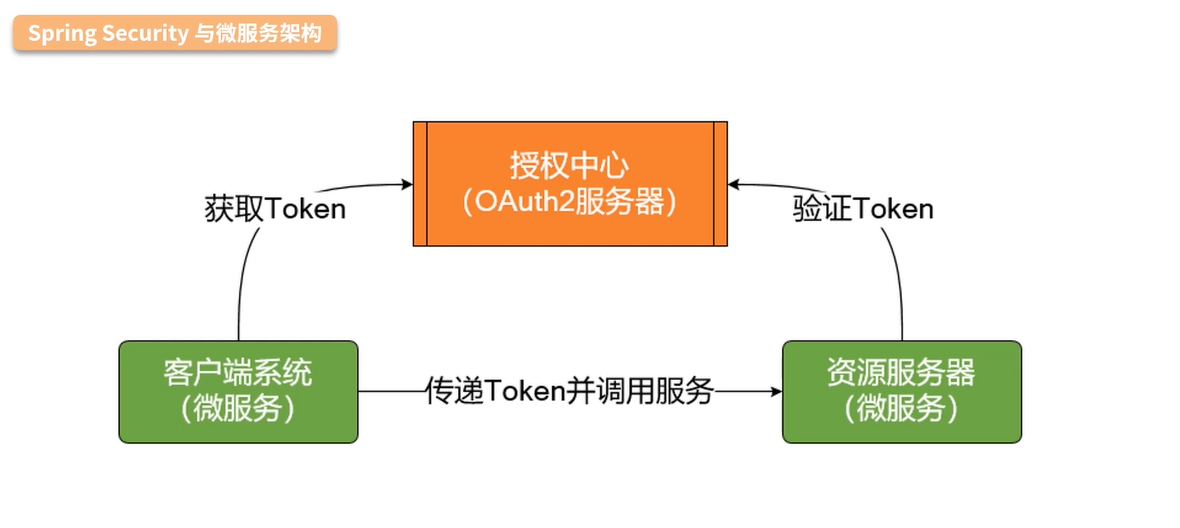 Spring Security 与微服务架构
授权中心
（OAuth2服务器）
获取Token
验证Token
客户端系统
（微服务）
传递Token并调用服务
资源服务器
（微服务）